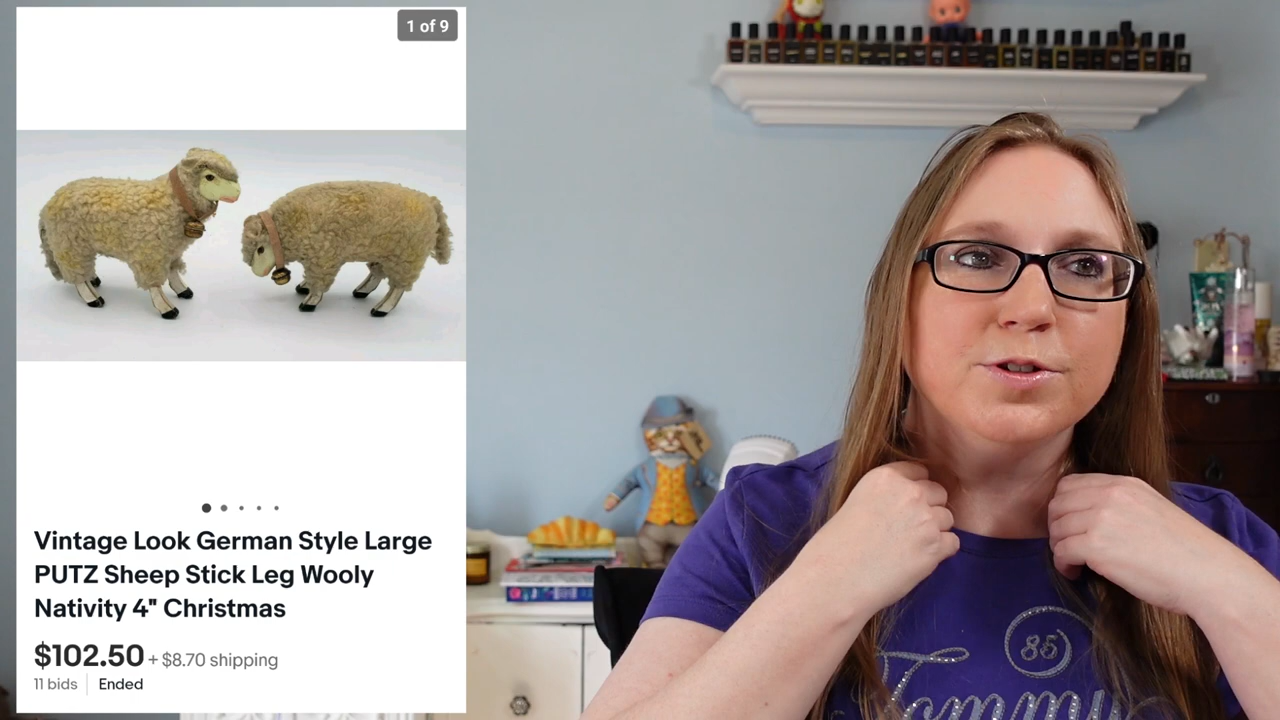 1 of 9
Vintage Look German Style Large
PUTZ Sheep Stick Leg Wooly
Nativity 4" Christmas
$102.50 + $8.70 shipping
11 bids Ended
85
Tommy